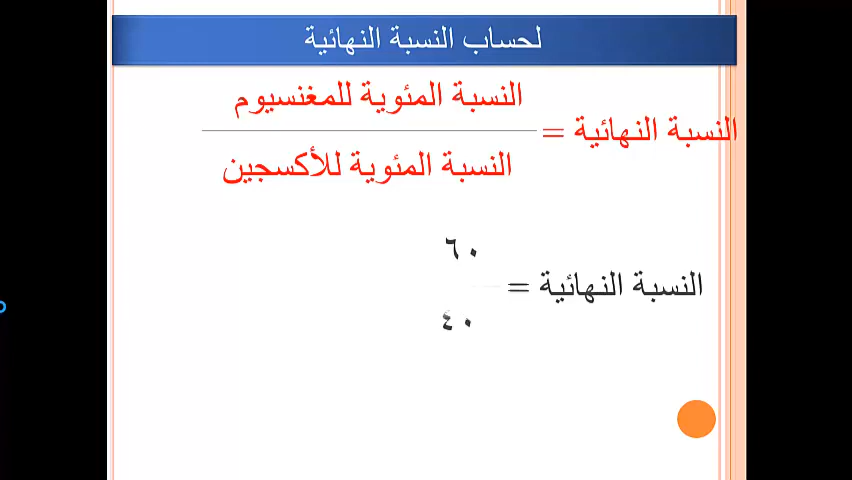 لحساب النسبة النهائية
النسبة المئوية للمغنسيوم
النسبة النهائية =
النسبة المئوية للأكسجين
٦٠
النسبة النهائية =
٤٠